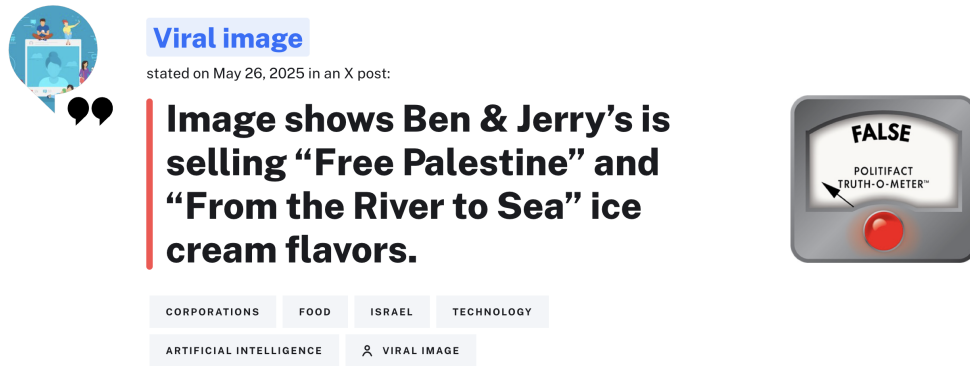 Viral image
stated on May 26, 2025 in an X post:
Image shows Ben & Jerry’s is
selling “Free Palestine” and
“From the River to Sea” ice
cream flavors.
FALSE
POLITIFACT
TRUTH-O-METER™
CORPORATIONS
FOOD
ISRAEL
TECHNOLOGY
ARTIFICIAL INTELLIGENCE
VIRAL IMAGE